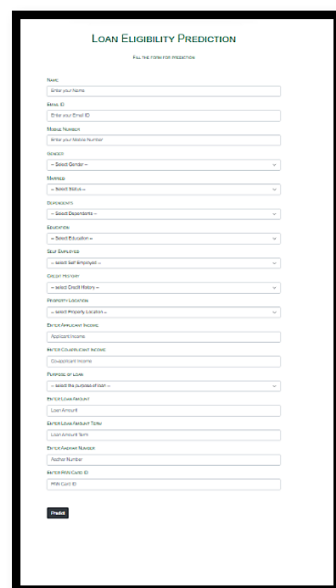 Loan Eligibility Prediction
Fill the form for prediction
Name
Enter your Name
Email ID
Enter your Email ID
Mobile Number
Enter your Mobile Number
Gender
-- Select Gender --
Married
-- Select Status --
Dependents
-- Select Dependents --
Education
-- Select Education --
Self Employed
-- select Self Employed --
Credit History
-- select Credit History --
Property Location
-- select Property Location --
Enter Applicant Income
Applicant Income
Enter Coapplicant Income
Coapplicant Income
Purpose of Loan
-- select the purpose of loan --
Enter Loan Amount
Loan Amount
Enter Loan Amount Term
Loan Amount Term
Enter Aadhar Number
Aadhar Number
Enter PAN Card ID
PAN Card ID
Predict